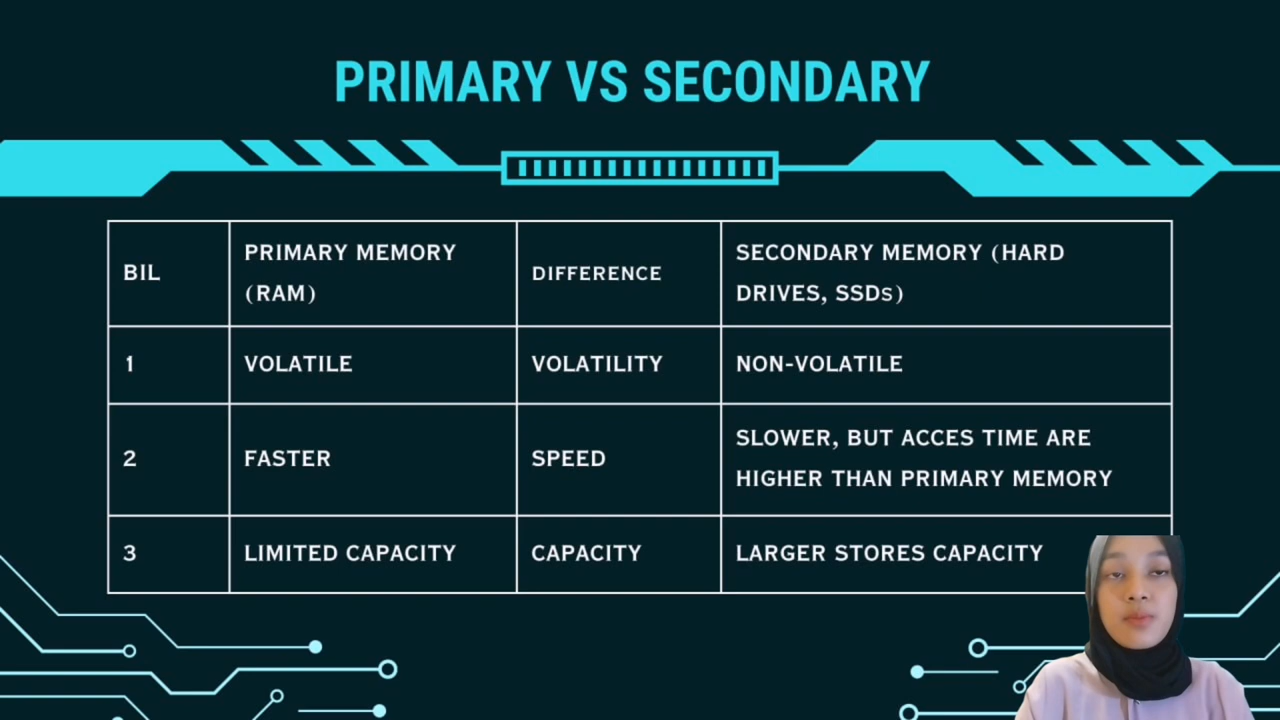 PRIMARY VS SECONDARY
BIL
PRIMARY MEMORY
(RAM)
DIFFERENCE
SECONDARY MEMORY (HARD
DRIVES, SSDs)
1
VOLATILE
VOLATILITY
NON-VOLATILE
2
FASTER
SPEED
SLOWER, BUT ACCES TIME ARE
HIGHER THAN PRIMARY MEMORY
3
LIMITED CAPACITY
CAPACITY
LARGER STORES CAPACITY